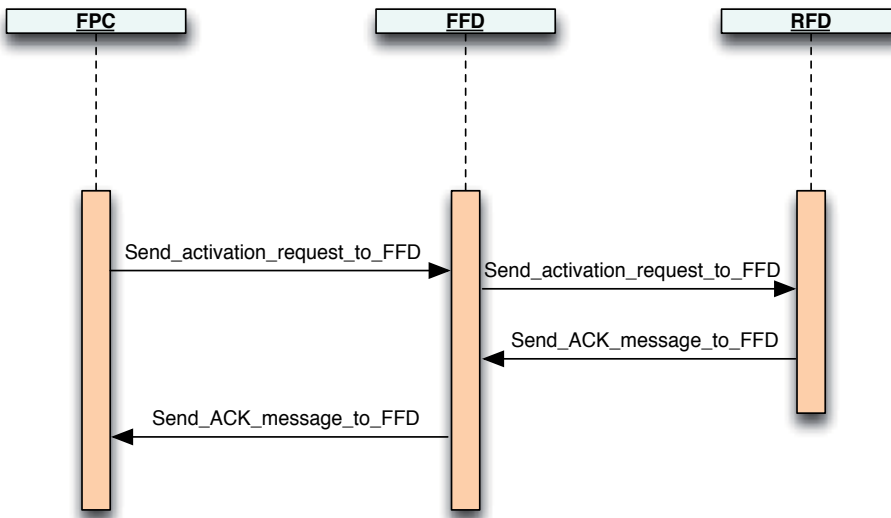 FPC
FFD
RFD
Send_activation_request_to_FFD
Send_activation_request_to_FFD
Send_ACK_message_to_FFD
Send_ACK_message_to_FFD